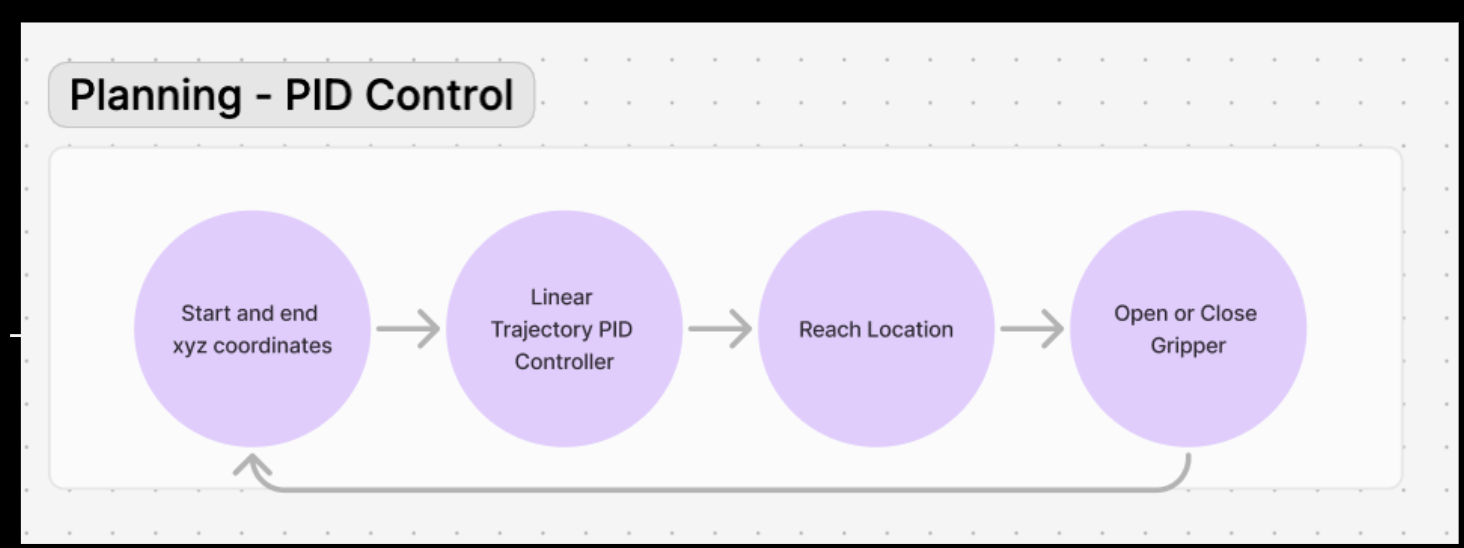 Planning - PID Control
Start and end
xyz coordinates
Linear
Trajectory PID
Controller
Reach Location
Open or Close
Gripper